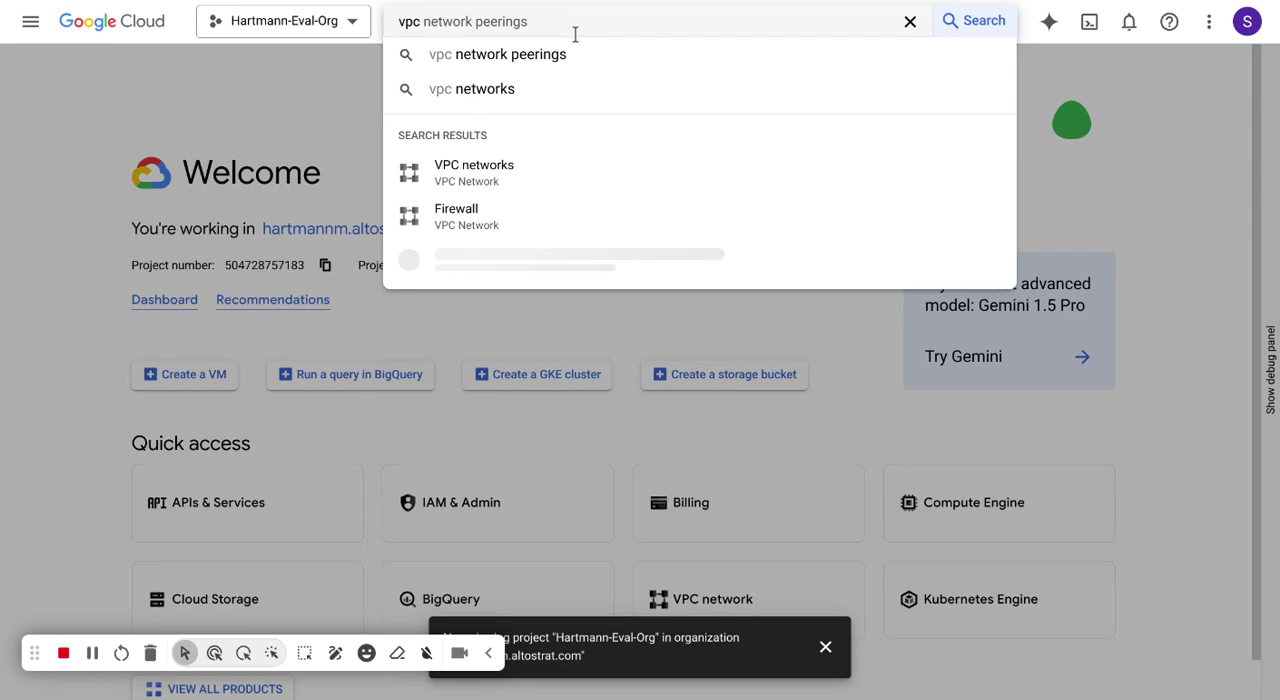 Google Cloud
Hartmann-Eval-Org
vpc network peerings
Search
S
vpc network peerings
vpc networks
SEARCH RESULTS
VPC networks
VPC Network
Firewall
VPC Network
Welcome
You're working in hartmannm.altos
Project number: 504728757183 Proje
Dashboard
Recommendations
advanced
model: Gemini 1.5 Pro
Try Gemini
Create a VM
Run a query in BigQuery
Create a GKE cluster
Create a storage bucket
Quick access
API APIs & Services
IAM & Admin
Billing
Compute Engine
Cloud Storage
BigQuery
VPC network
Kubernetes Engine
project "Hartmann-Eval-Org" in organization
.altostrat.com"
VIEW ALL PRODUCTS
Show debug panel